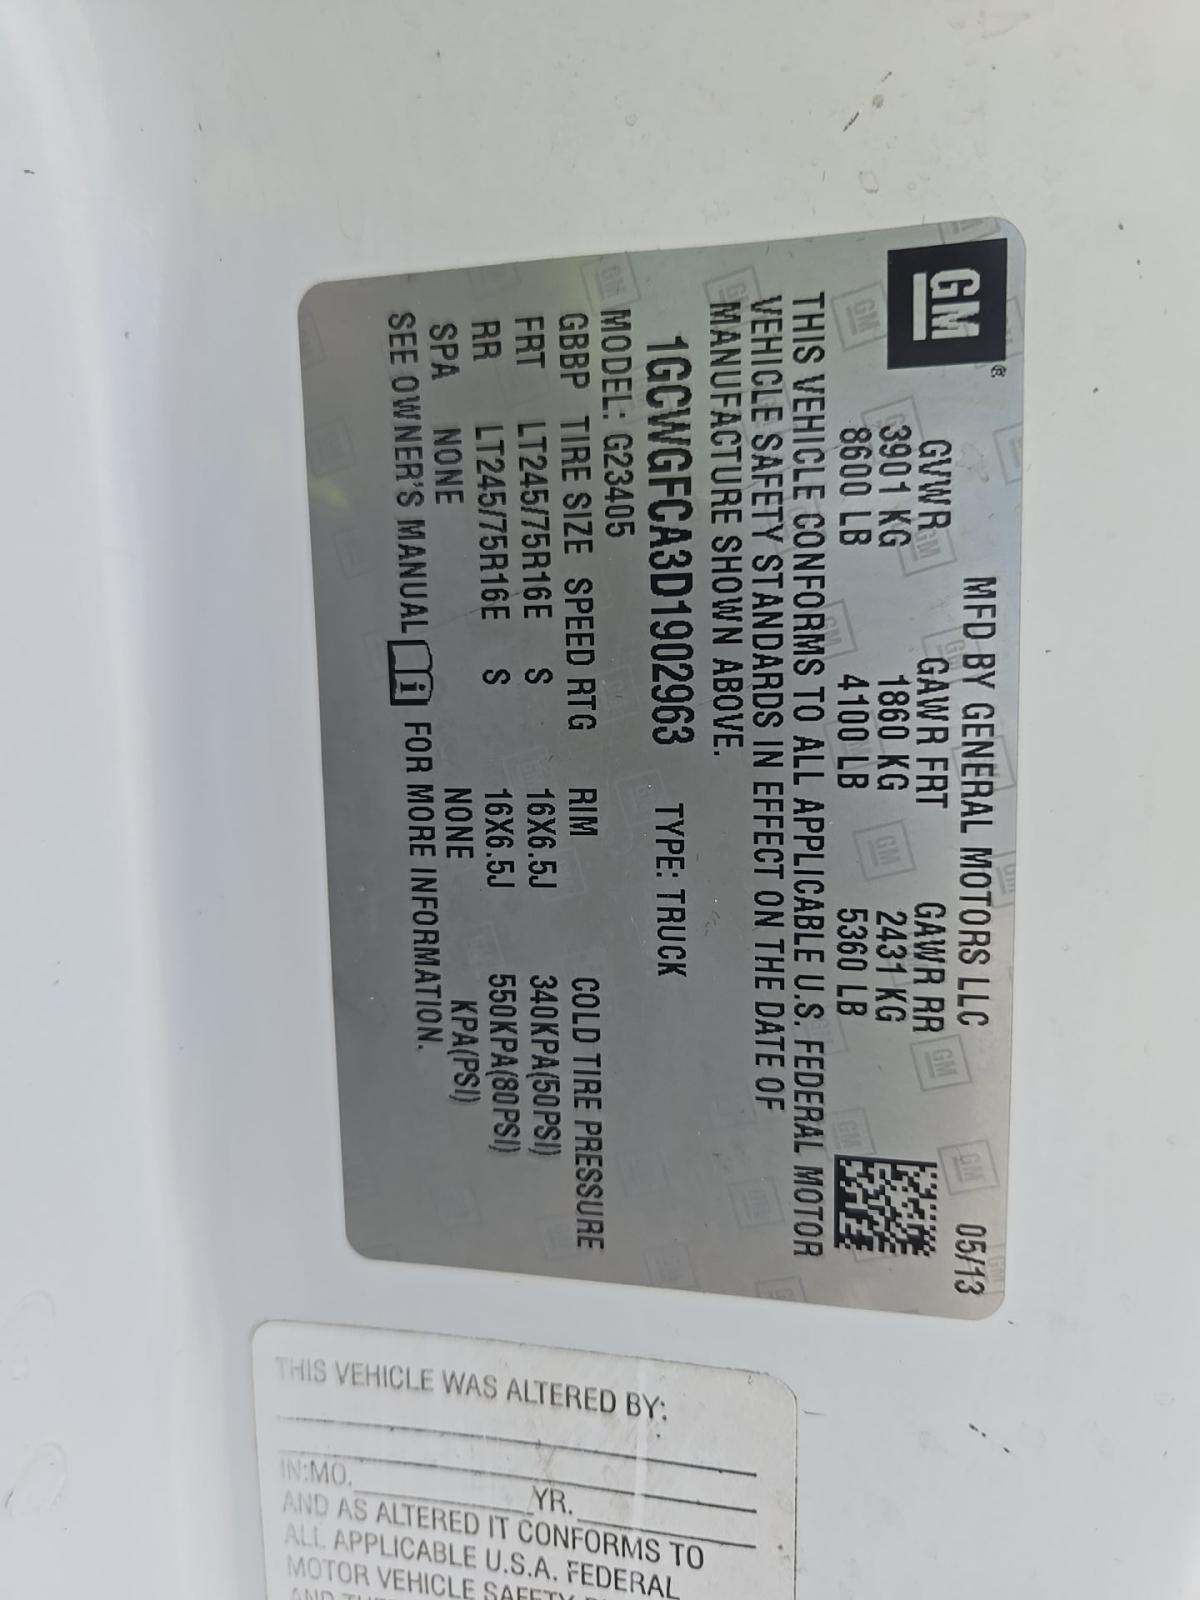 GM®
MFD BY GENERAL MOTORS LLC 05/13
GVWR GAWR FRT GAWR RR
3901 KG 1860 KG 2431 KG
8600 LB 4100 LB 5360 LB
THIS VEHICLE CONFORMS TO ALL APPLICABLE U.S. FEDERAL MOTOR
VEHICLE SAFETY STANDARDS IN EFFECT ON THE DATE OF
MANUFACTURE SHOWN ABOVE.
1GCWGFCA3D1902963 TYPE: TRUCK
MODEL: G23405
GBBP TIRE SIZE SPEED RTG RIM COLD TIRE PRESSURE
FRT LT245/75R16E S 16X6.5J 340KPA(50PSI)
RR LT245/75R16E S 16X6.5J 550KPA(80PSI)
SPA NONE NONE KPA(PSI)
SEE OWNER'S MANUAL i FOR MORE INFORMATION.
THIS VEHICLE WAS ALTERED BY:
IN:MO. YR.
AND AS ALTERED IT CONFORMS TO
ALL APPLICABLE U.S.A. FEDERAL
MOTOR VEHICLE SAFETY
AND